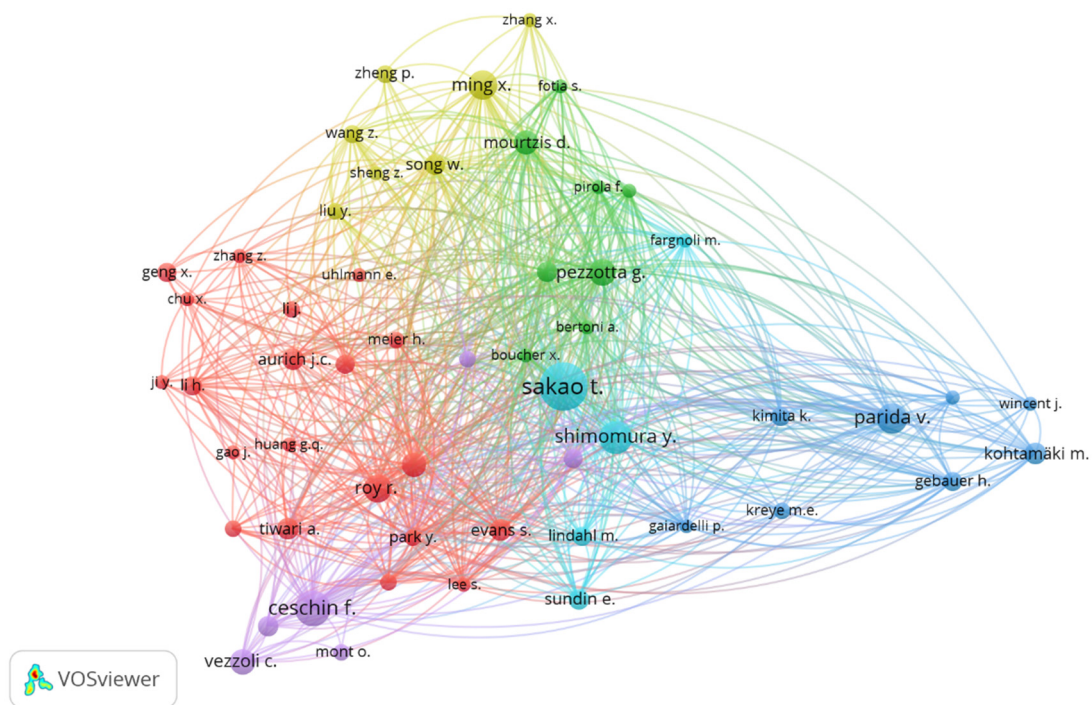 zhang x.
zheng p.
ming x.
fotia s.
wang z.
mourtzis d.
sheng z.
song w.
pirola f.
liu y.
fargnoli m.
zhang z.
geng x.
uhlmann e.
pezzotta g.
chu x.
li j.
bertoni a.
meier h.
aurich j.c.
boucher x.
ji y.
li h.
sakao t.
wincent j.
kimita k.
parida v.
shimomura y.
gao j.
huang g.q.
kohtamäki m.
roy r.
gebauer h.
kreye m.e.
tiwari a.
park y.
evans s.
lindahl m.
gaiardelli p.
lee s.
sundin e.
ceschin f.
vezzoli c.
mont o.
VOSviewer